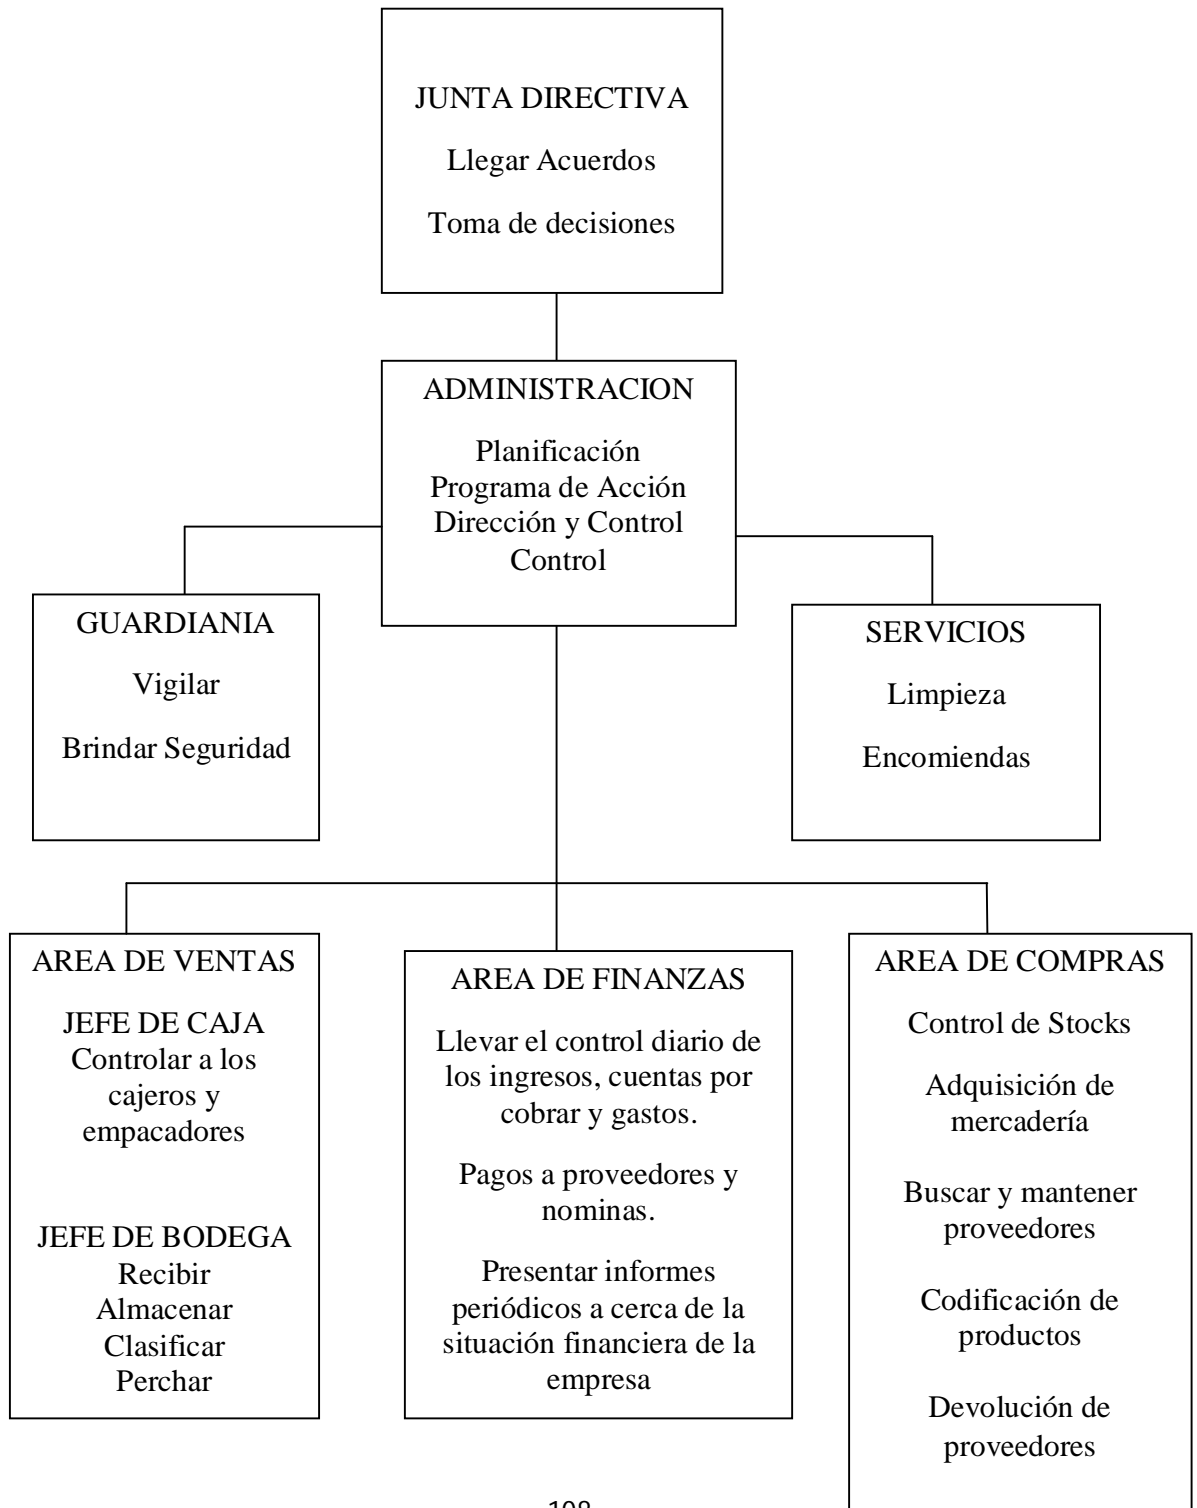 JUNTA DIRECTIVA
Llegar Acuerdos
Toma de decisiones
ADMINISTRACION
Planificación
Programa de Acción
Dirección y Control
Control
GUARDIANIA
Vigilar
Brindar Seguridad
SERVICIOS
Limpieza
Encomiendas
AREA DE VENTAS
JEFE DE CAJA
Controlar a los
cajeros y
empacadores
JEFE DE BODEGA
Recibir
Almacenar
Clasificar
Perchar
AREA DE FINANZAS
Llevar el control diario de
los ingresos, cuentas por
cobrar y gastos.
Pagos a proveedores y
nominas.
Presentar informes
periódicos a cerca de la
situación financiera de la
empresa
AREA DE COMPRAS
Control de Stocks
Adquisición de
mercadería
Buscar y mantener
proveedores
Codificación de
productos
Devolución de
proveedores
108